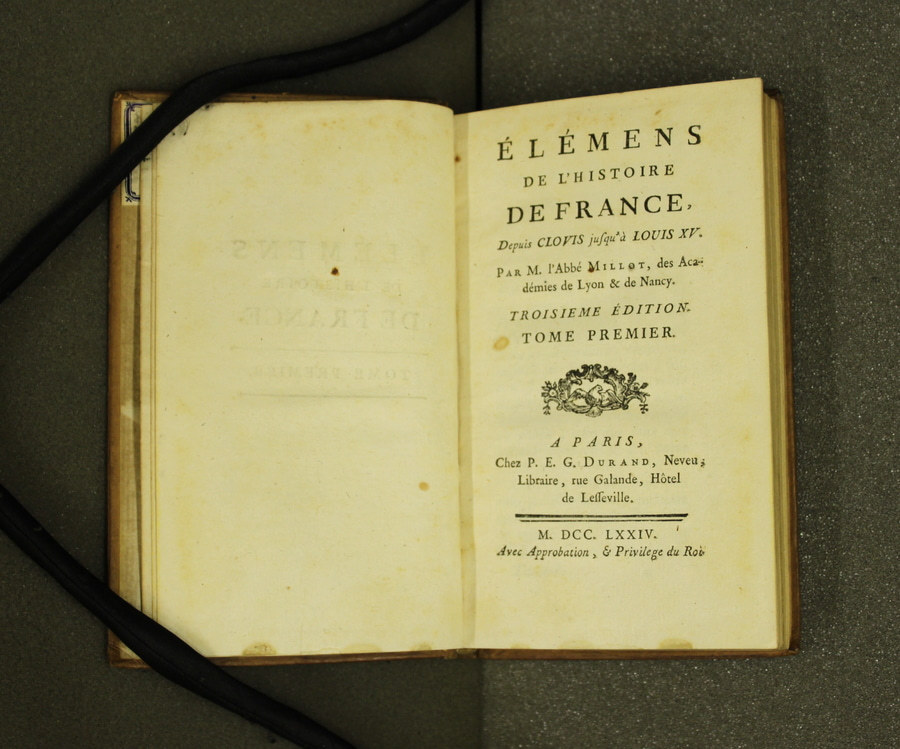 ÉLÉMENS
DE L'HISTOIRE
DE FRANCE,
Depuis CLOVIS juſqu'à LOUIS XV.
PAR M. l'Abbé MILLOT, des Aca-
démies de Lyon & de Nancy.
TROISIEME ÉDITION.
TOME PREMIER.
A PARIS,
Chez P. E. G. DURAND, Neveu,
Libraire, rue Galande, Hôtel
de Leſſeville.
M. DCC. LXXIV.
Avec Approbation, & Privilege du Roi.